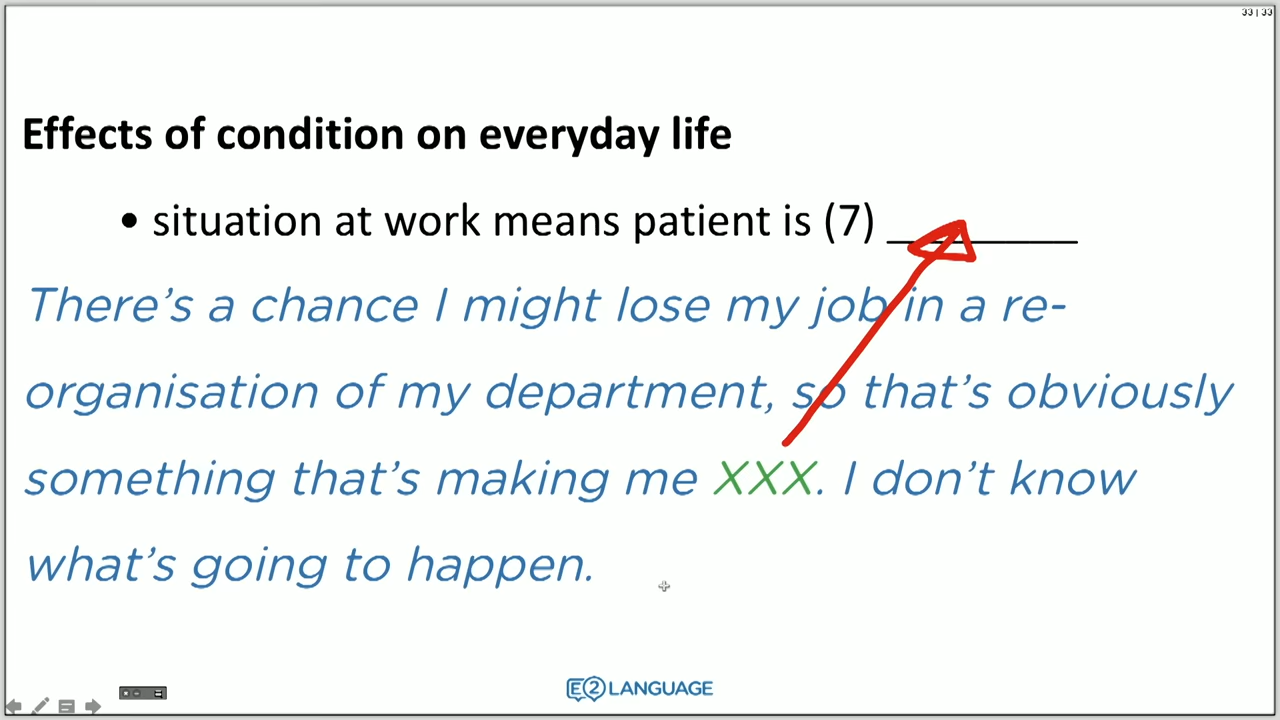 33 | 33
Effects of condition on everyday life
• situation at work means patient is (7) ________
There's a chance I might lose my job in a re-
organisation of my department, so that's obviously
something that's making me XXX. I don't know
what's going to happen.
E2 LANGUAGE